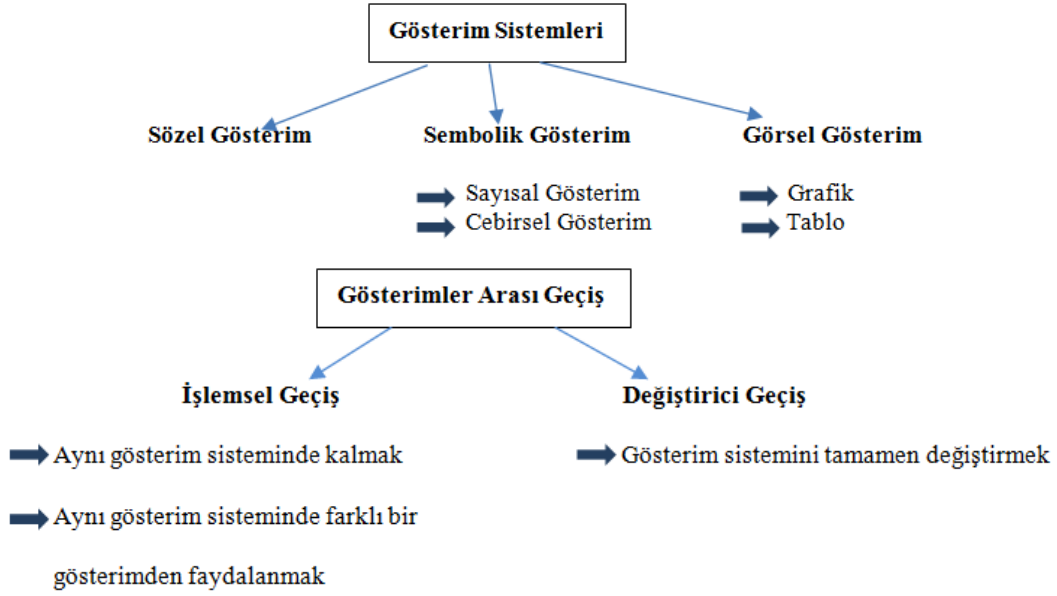 Gösterim Sistemleri
Sözel Gösterim
Sembolik Gösterim
Görsel Gösterim
Sayısal Gösterim
Cebirsel Gösterim
Grafik
Tablo
Gösterimler Arası Geçiş
İşlemsel Geçiş
Değiştirici Geçiş
Aynı gösterim sisteminde kalmak
Aynı gösterim sisteminde farklı bir
gösterimden faydalanmak
Gösterim sistemini tamamen değiştirmek